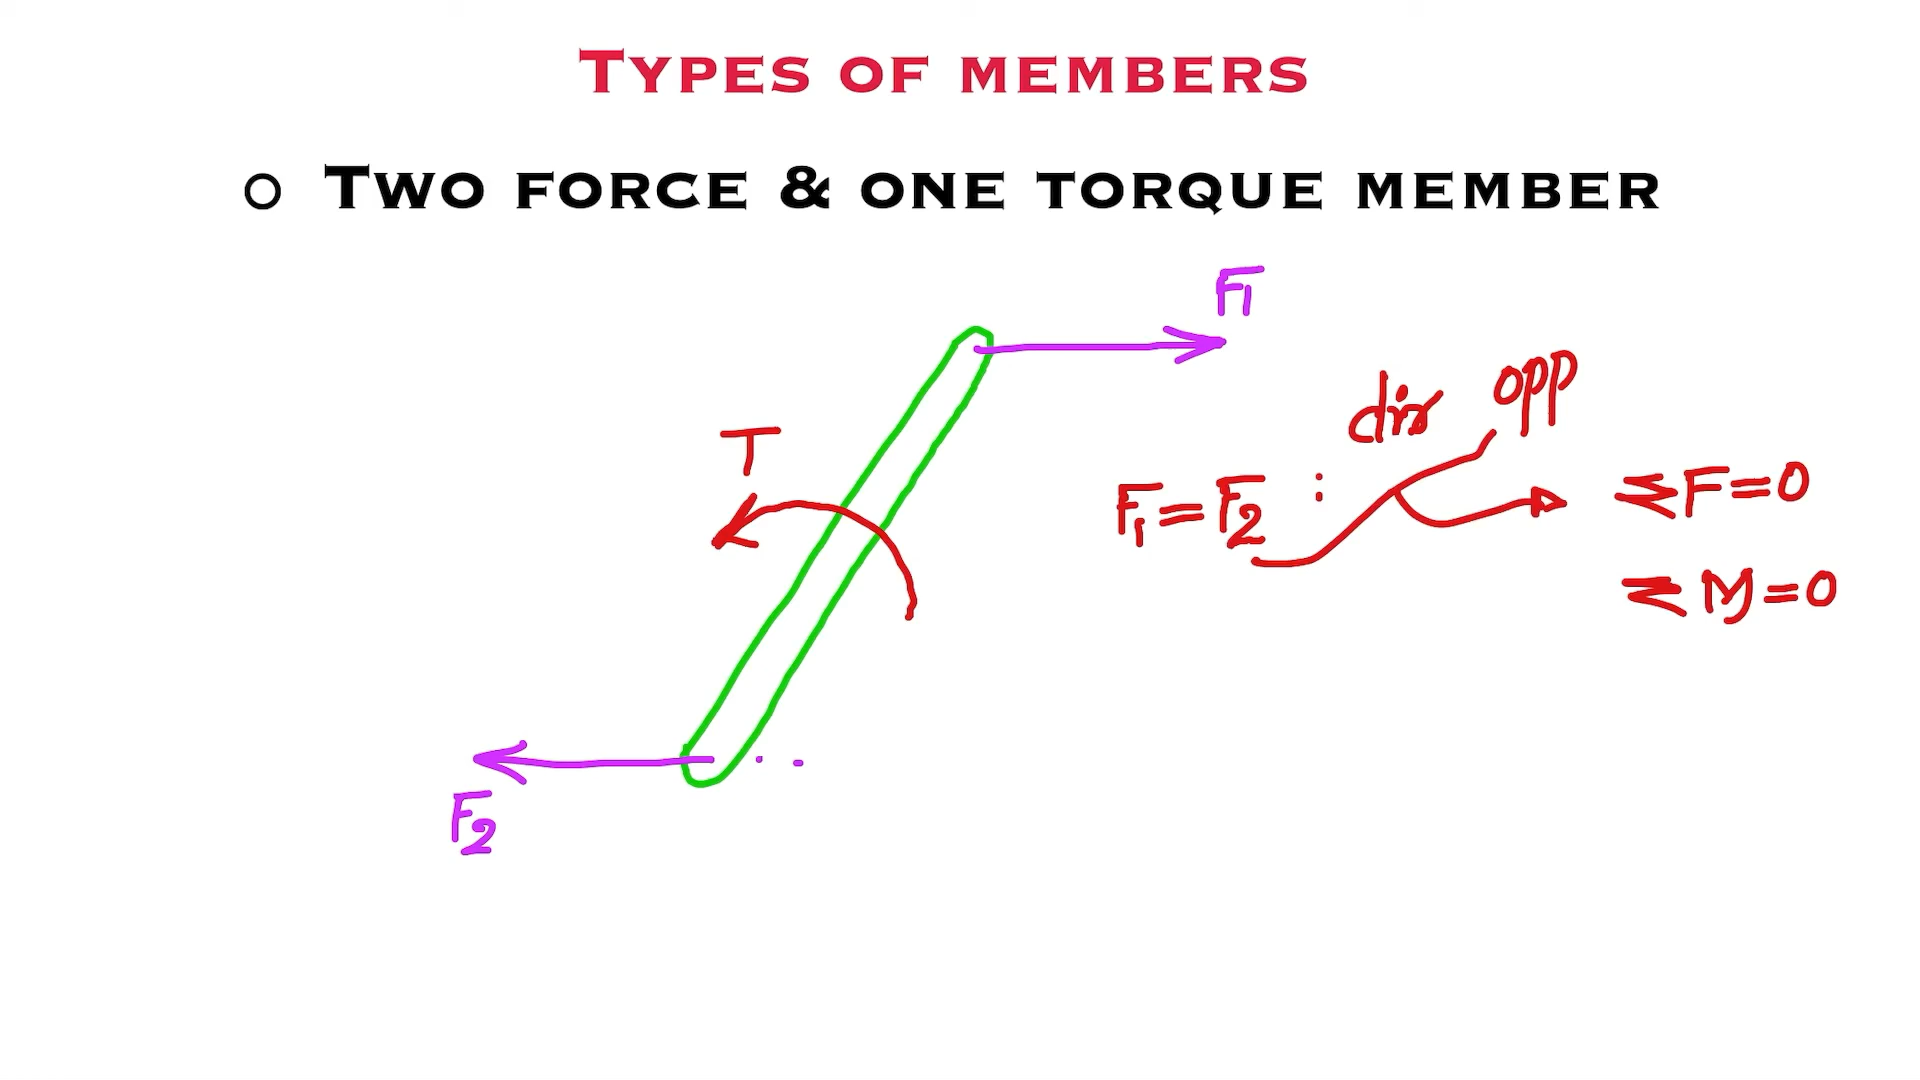 TYPES OF MEMBERS
○ TWO FORCE & ONE TORQUE MEMBER
F1
dir opp
T
F1=F2 : ΣF=0
ΣM=0
F2